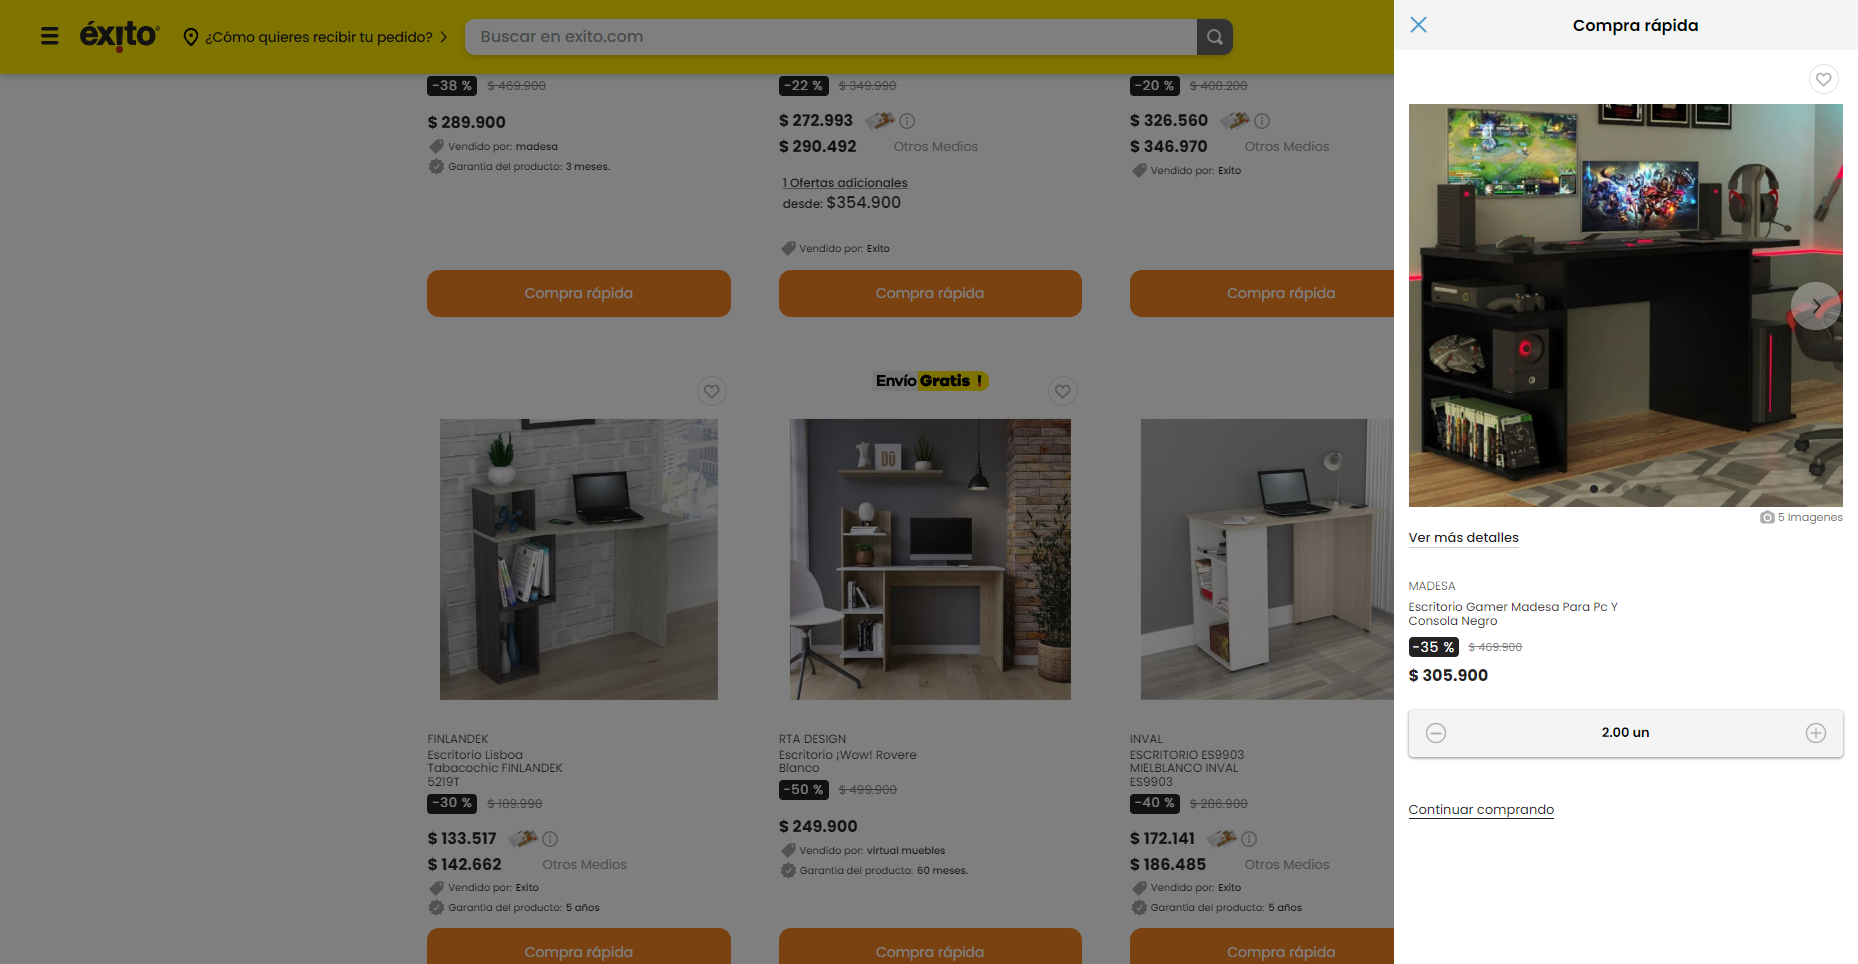 éxito
¿Cómo quieres recibir tu pedido?
Buscar en exito.com
-38 % $ 469.900
$ 289.900
Vendido por: madesa
Garantía del producto: 3 meses.
Compra rápida
-22 % $ 349.990
$ 272.993
$ 290.492 Otros Medios
1 Ofertas adicionales
desde: $354.900
Vendido por: Exito
Compra rápida
-20 % $ 408.200
$ 326.560
$ 346.970 Otros Medios
Vendido por: Exito
Compra rápida
FINLANDEK
Escritorio Lisboa
Tabacochic FINLANDEK
5219T
-30 % $ 189.990
$ 133.517
$ 142.662 Otros Medios
Vendido por: Exito
Garantía del producto: 5 años
Compra rápida
Envío Gratis !
RTA DESIGN
Escritorio ¡Wow! Rovere
Blanco
-50 % $ 499.900
$ 249.900
Vendido por: virtual muebles
Garantía del producto: 60 meses.
Compra rápida
INVAL
ESCRITORIO ES9903
MIELBLANCO INVAL
ES9903
-40 % $ 286.900
$ 172.141
$ 186.485 Otros Medios
Vendido por: Exito
Garantía del producto: 5 años
Compra rápida
Compra rápida
5 Imagenes
Ver más detalles
MADESA
Escritorio Gamer Madesa Para Pc Y
Consola Negro
-35 % $ 469.900
$ 305.900
2.00 un
Continuar comprando